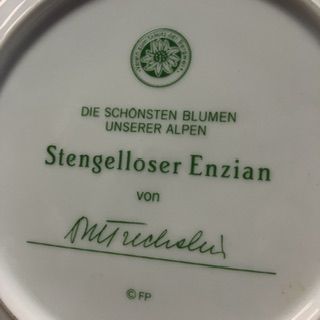 DIE SCHÖNSTEN BLUMEN
UNSERER ALPEN
Stengelloser Enzian
von
© FP